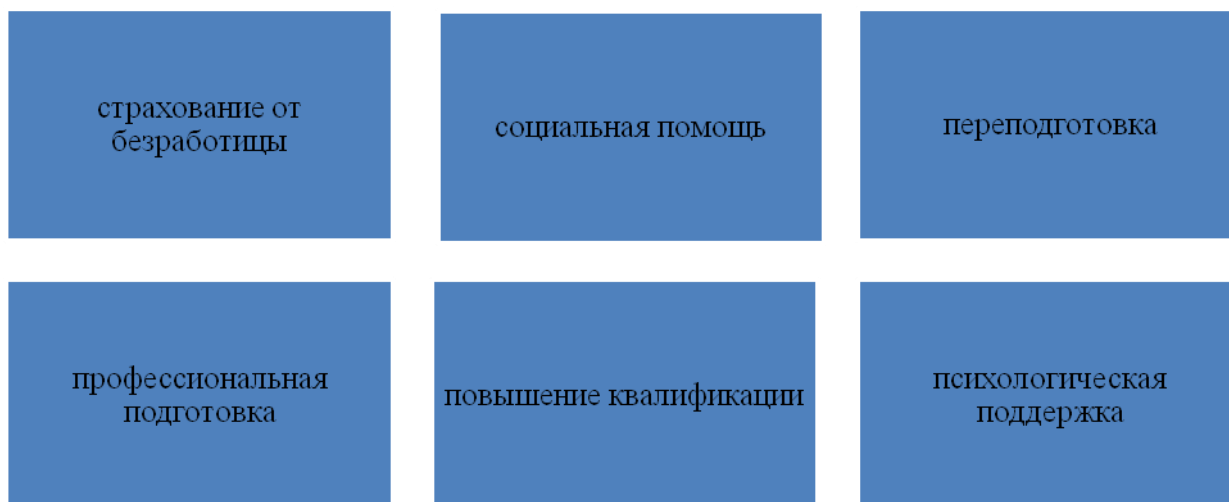 страхование от
безработицы
социальная помощь
переподготовка
профессиональная
подготовка
повышение квалификации
психологическая
поддержка